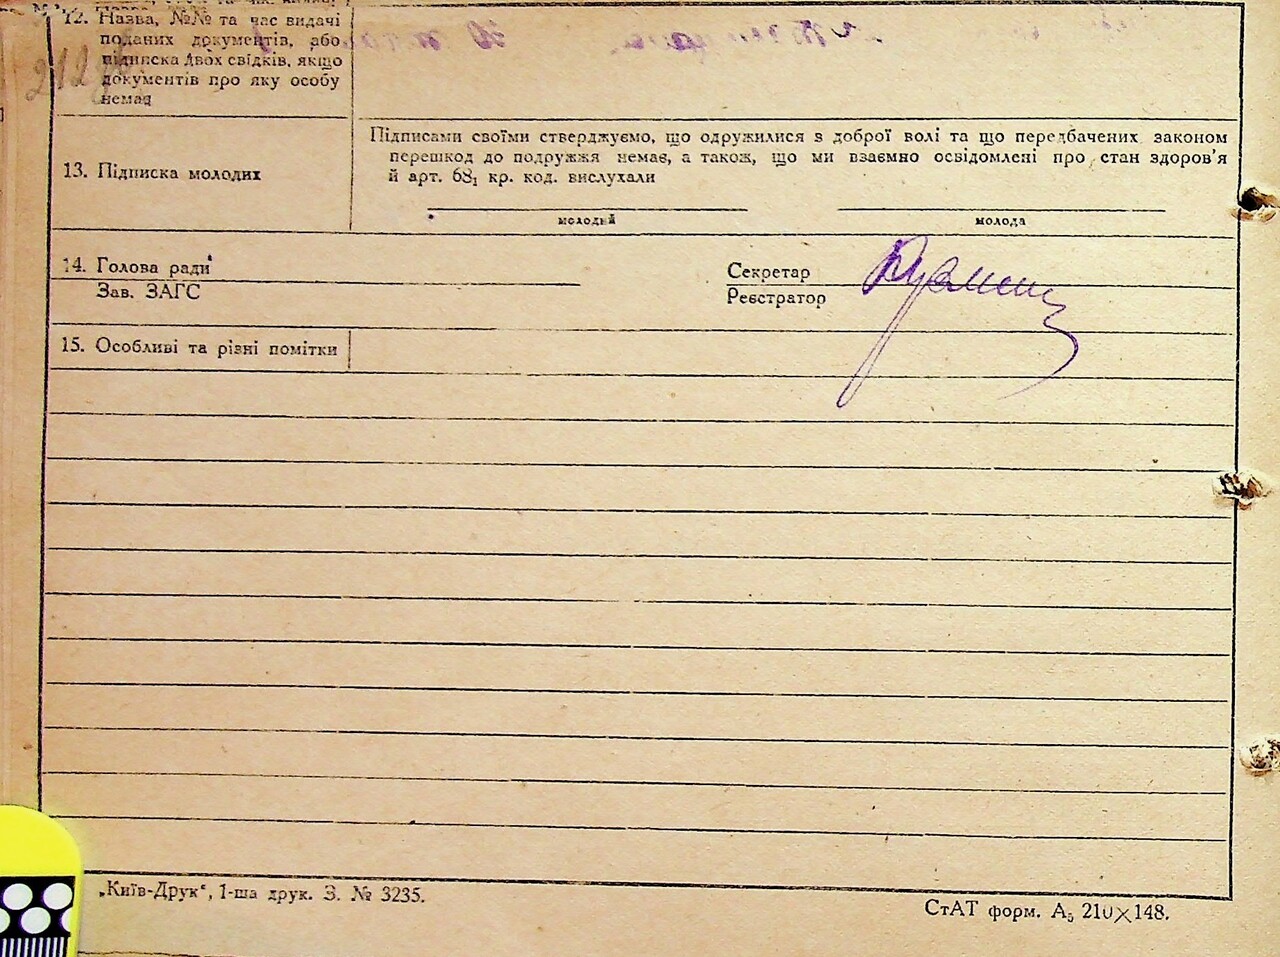 12. Назва, №№ та час видачі
поданих документів, або
підписка двох свідків, якщо
документів про яку особу
немає
Підписами своїми стверджуємо, що одружилися з доброї волі та що передбачених законом
перешкод до подружжя немає, а також, що ми взаємно освідомлені про стан здоров'я
й арт. 68₁ кр. код. вислухали
13. Підписка молодих
молодий
молода
14. Голова ради
Зав. ЗАГС
Секретар
Реєстратор
15. Особливі та різні помітки
„Київ-Друк", 1-ша друк. З. № 3235.
СтАТ форм. А₅ 210×148.